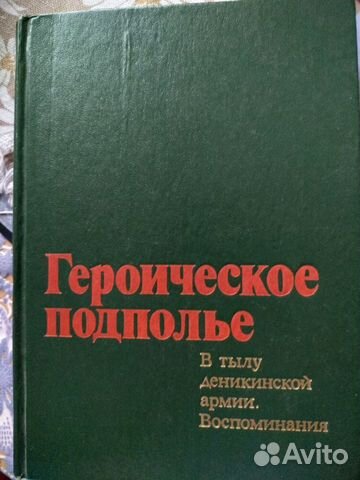 Героическое
подполье
В тылу
деникинской
армии.
Воспоминания
Avito